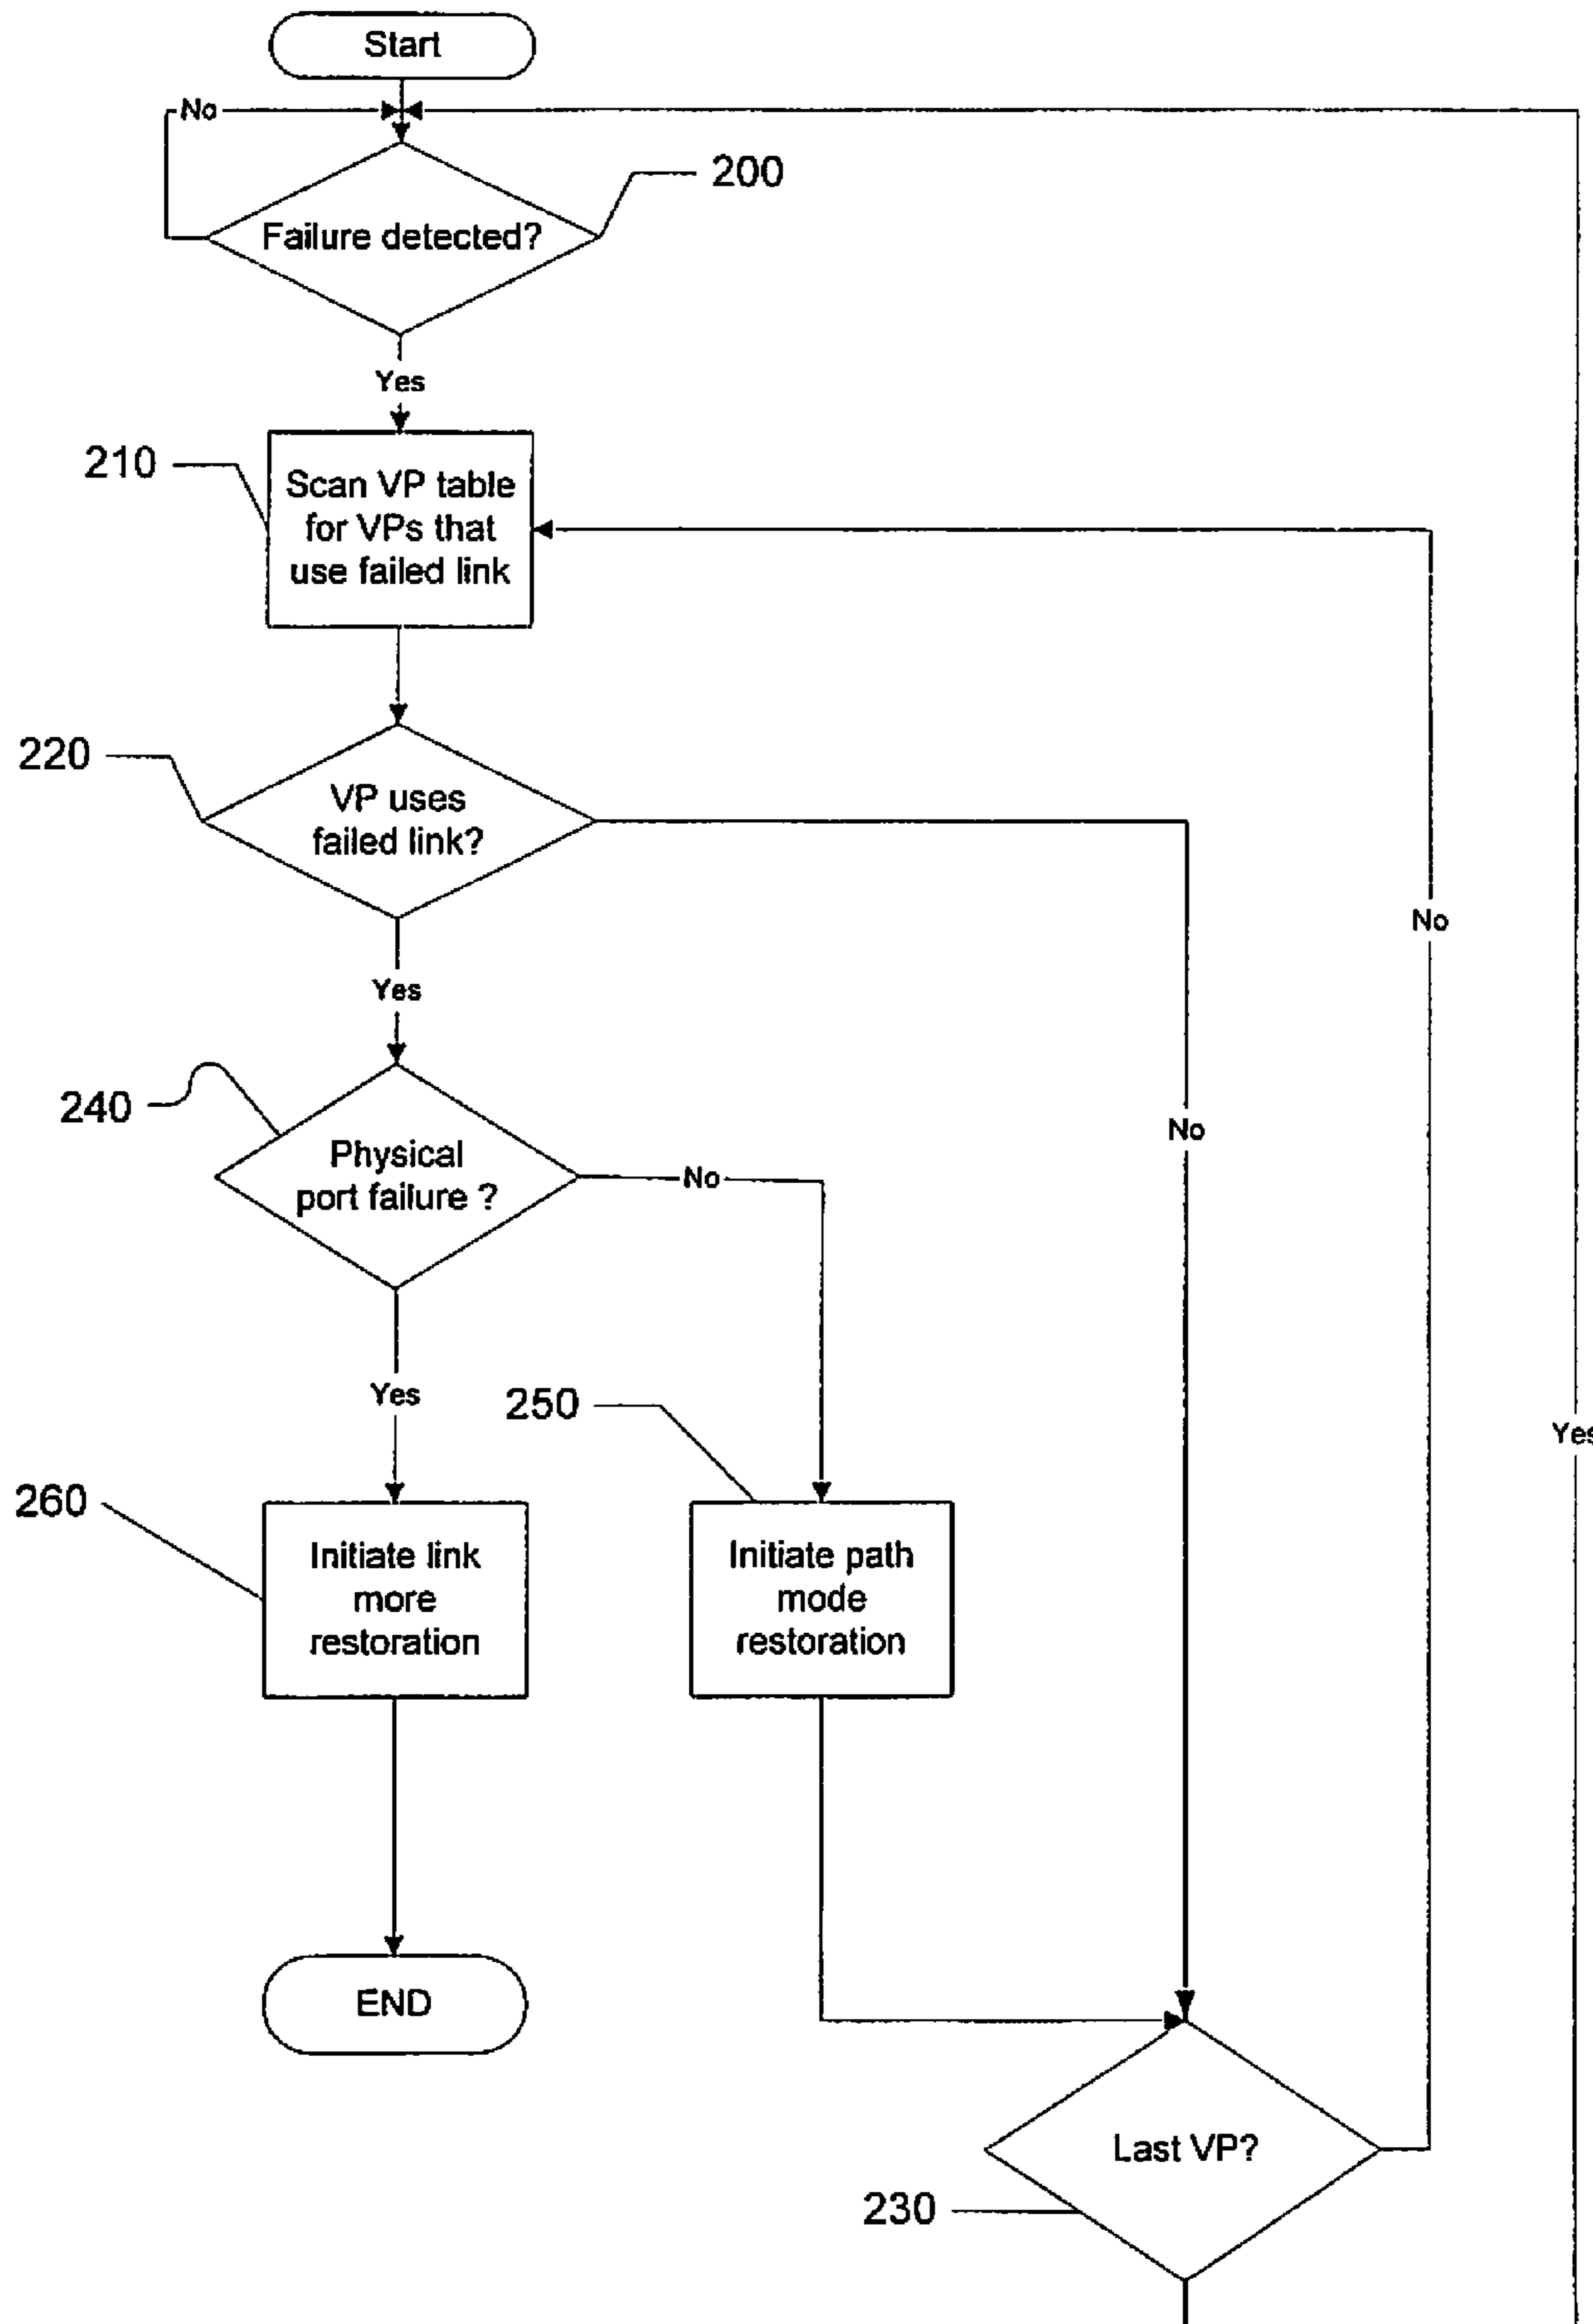 Start
No
200
Failure detected?
Yes
210
Scan VP table
for VPs that
use failed link
220
VP uses
failed link?
No
Yes
240
Physical
port failure ?
No
No
Yes
250
Yes
260
Initiate link
more
restoration
Initiate path
mode
restoration
END
Last VP?
230